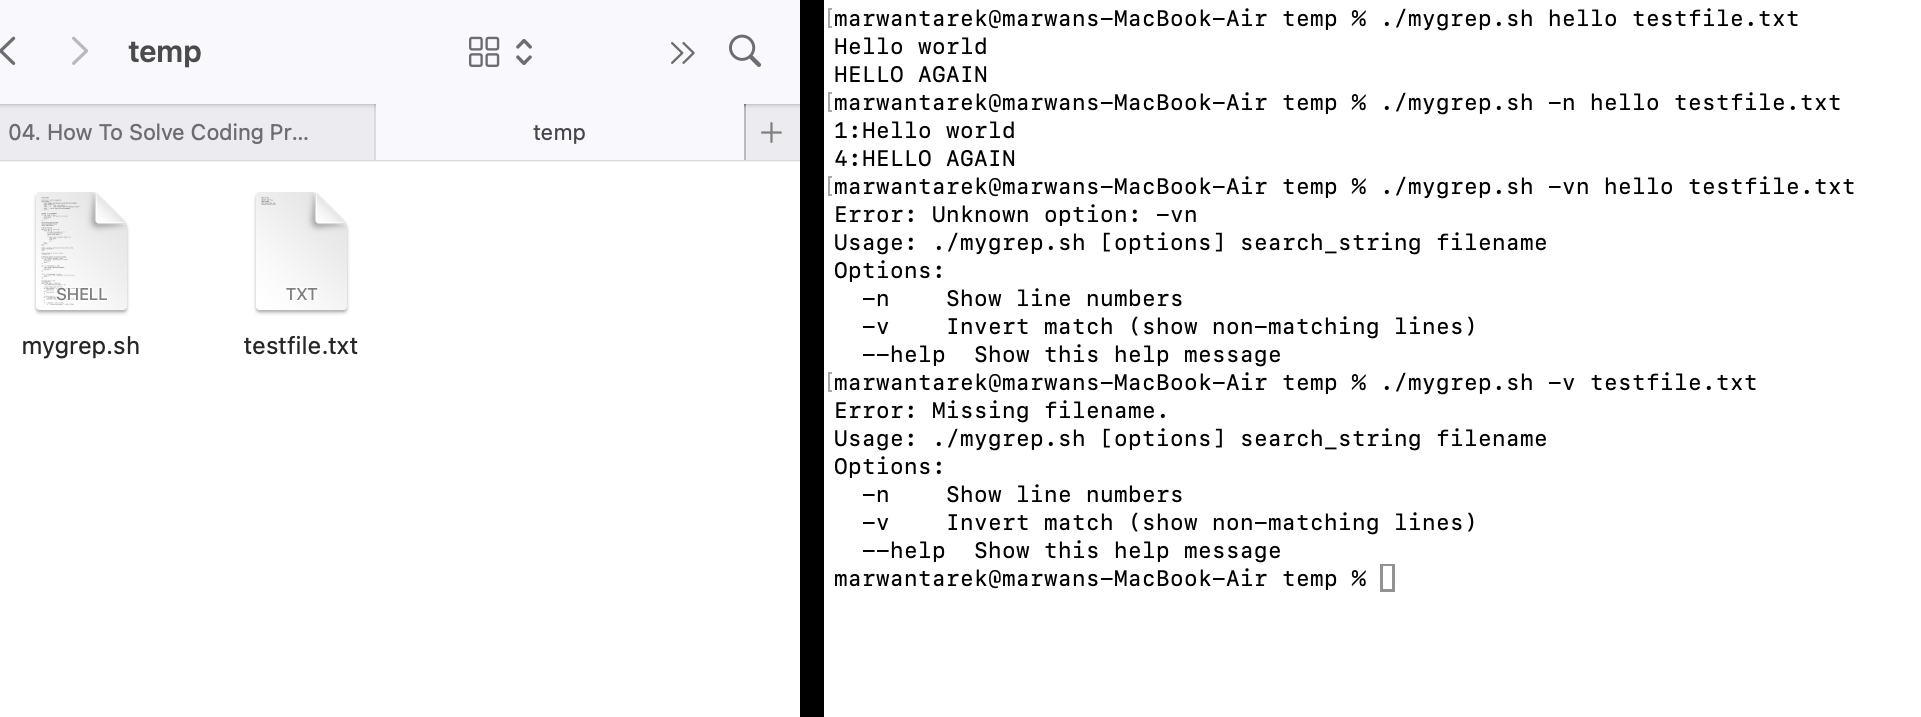 temp
04. How To Solve Coding Pr...
temp
SHELL
TXT
mygrep.sh
testfile.txt
marwantarek@marwans-MacBook-Air temp % ./mygrep.sh hello testfile.txt
Hello world
HELLO AGAIN
marwantarek@marwans-MacBook-Air temp % ./mygrep.sh -n hello testfile.txt
1:Hello world
4:HELLO AGAIN
marwantarek@marwans-MacBook-Air temp % ./mygrep.sh -vn hello testfile.txt
Error: Unknown option: -vn
Usage: ./mygrep.sh [options] search_string filename
Options:
  -n    Show line numbers
  -v    Invert match (show non-matching lines)
  --help  Show this help message
marwantarek@marwans-MacBook-Air temp % ./mygrep.sh -v testfile.txt
Error: Missing filename.
Usage: ./mygrep.sh [options] search_string filename
Options:
  -n    Show line numbers
  -v    Invert match (show non-matching lines)
  --help  Show this help message
marwantarek@marwans-MacBook-Air temp %